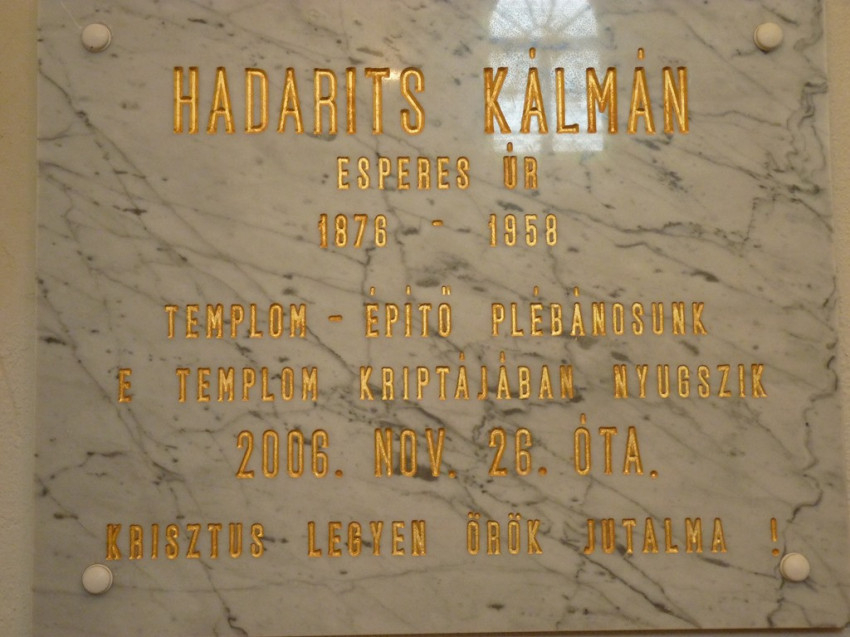 HADARITS KÁLMÁN
ESPERES ÚR
1876 - 1958
TEMPLOM - ÉPÍTŐ PLÉBÁNOSUNK
E TEMPLOM KRIPTÁJÁBAN NYUGSZIK
2006. NOV. 26. ÓTA.
KRISZTUS LEGYEN ÖRÖK JUTALMA !